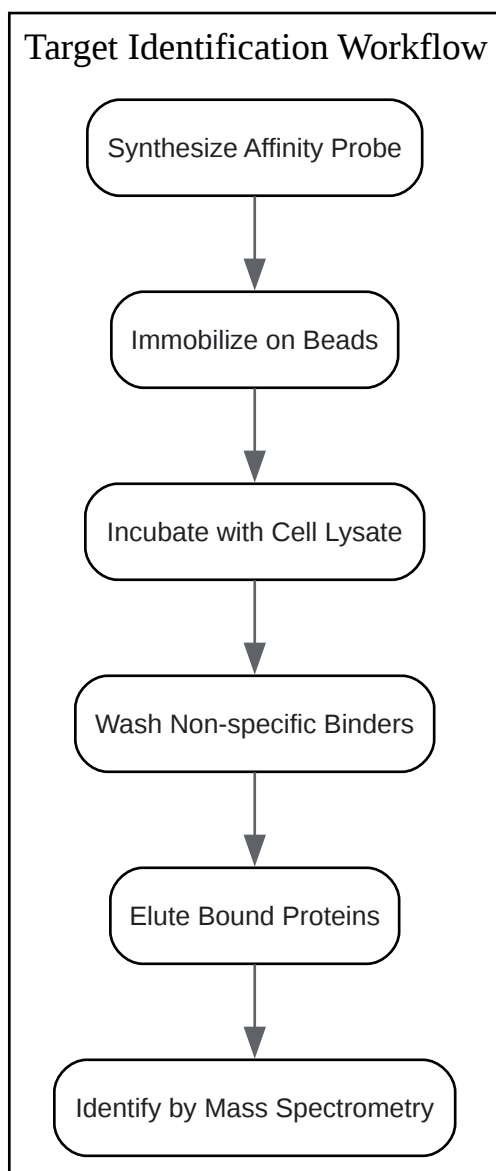 Target Identification Workflow
Synthesize Affinity Probe
Immobilize on Beads
Incubate with Cell Lysate
Wash Non-specific Binders
Elute Bound Proteins
Identify by Mass Spectrometry